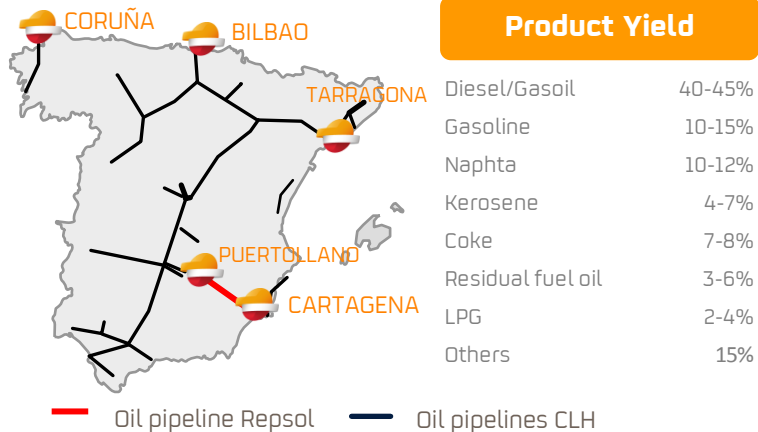 CORUÑA
BILBAO
TARRAGONA
PUERTOLLANO
CARTAGENA
Oil pipeline Repsol
Oil pipelines CLH
Product Yield
Diesel/Gasoil 40-45%
Gasoline 10-15%
Naphta 10-12%
Kerosene 4-7%
Coke 7-8%
Residual fuel oil 3-6%
LPG 2-4%
Others 15%